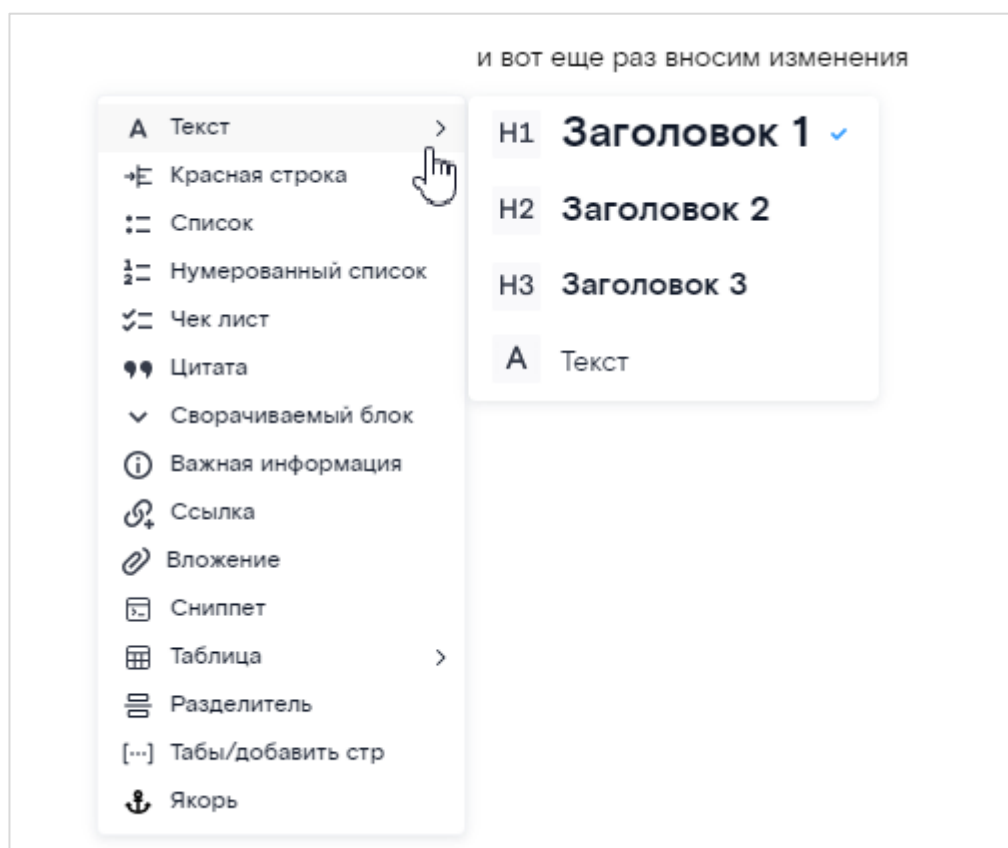 и вот еще раз вносим изменения
A Текст
Красная строка
Список
Нумерованный список
Чек лист
Цитата
Сворачиваемый блок
Важная информация
Ссылка
Вложение
Сниппет
Таблица
Разделитель
[...] Табы/добавить стр
Якорь
H1 Заголовок 1
H2 Заголовок 2
H3 Заголовок 3
A Текст